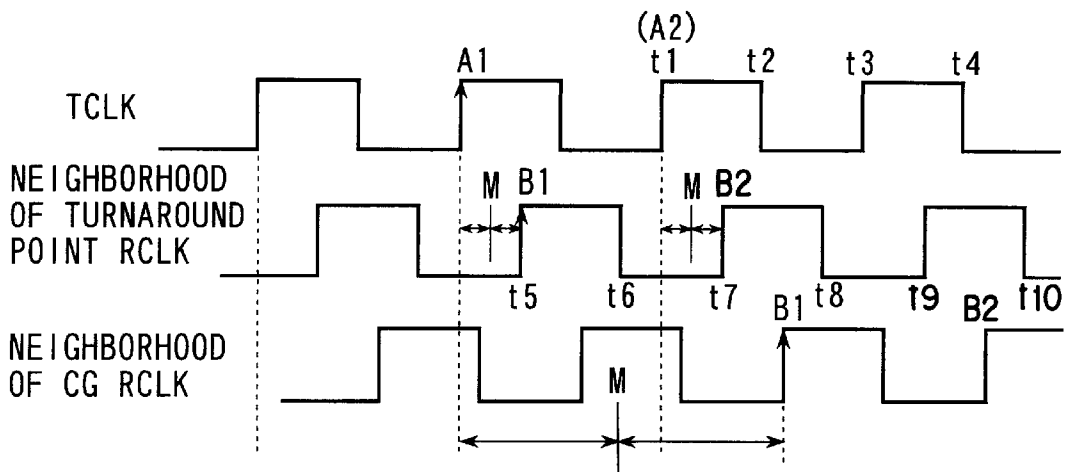 (A2)
A1 t1 t2 t3 t4
TCLK
NEIGHBORHOOD
OF TURNAROUND
POINT RCLK
M B1 M B2
t5 t6 t7 t8 t9 t10
B1 B2
NEIGHBORHOOD
OF CG RCLK
M